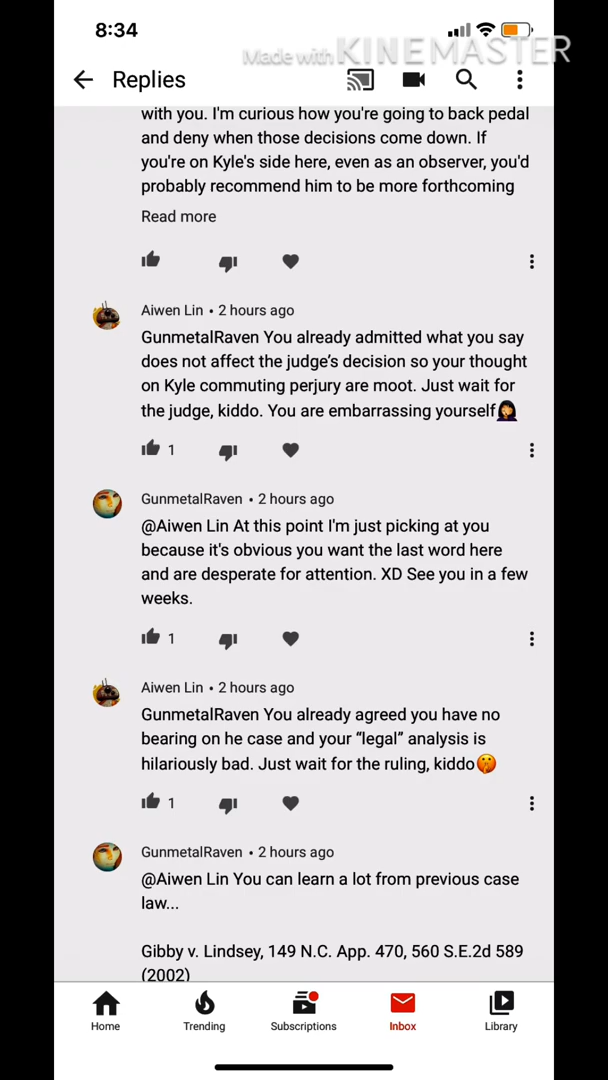 8:34
Made with KINEMASTER
Replies
with you. I'm curious how you're going to back pedal
and deny when those decisions come down. If
you're on Kyle's side here, even as an observer, you'd
probably recommend him to be more forthcoming
Read more
Aiwen Lin • 2 hours ago
GunmetalRaven You already admitted what you say
does not affect the judge’s decision so your thought
on Kyle commuting perjury are moot. Just wait for
the judge, kiddo. You are embarrassing yourself🤦🏻‍♀️
1
GunmetalRaven • 2 hours ago
@Aiwen Lin At this point I'm just picking at you
because it's obvious you want the last word here
and are desperate for attention. XD See you in a few
weeks.
1
Aiwen Lin • 2 hours ago
GunmetalRaven You already agreed you have no
bearing on he case and your “legal” analysis is
hilariously bad. Just wait for the ruling, kiddo🤫
1
GunmetalRaven • 2 hours ago
@Aiwen Lin You can learn a lot from previous case
law...
Gibby v. Lindsey, 149 N.C. App. 470, 560 S.E.2d 589
(2002)
Home Trending Subscriptions Inbox Library